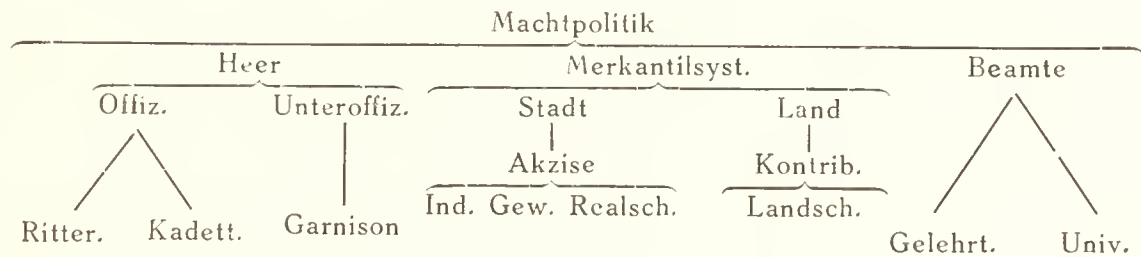 Machtpolitik
Heer Merkantilsyst. Beamte
Offiz. Unteroffiz. Stadt Land
Akzise Kontrib.
Ind. Gew. Realsch. Landsch.
Ritter. Kadett. Garnison Gelehrt. Univ.